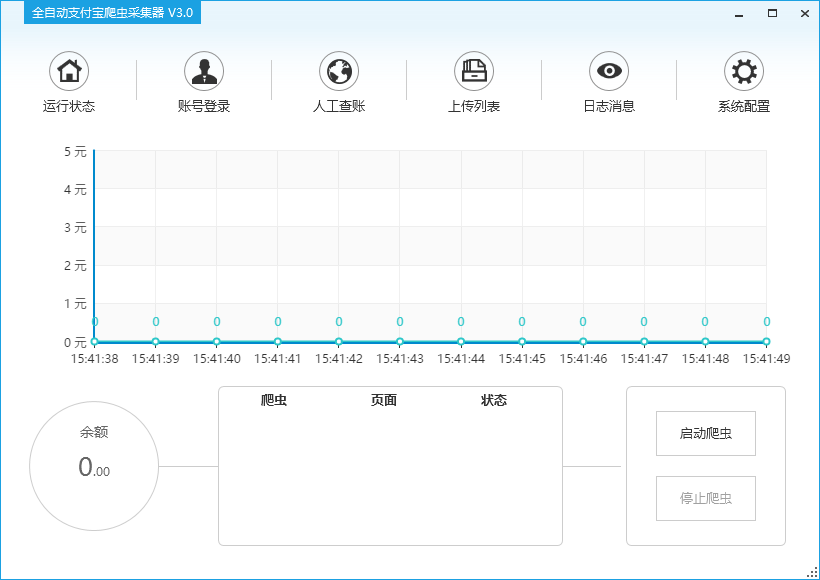 全自动支付宝爬虫采集器 V3.0
运行状态 账号登录 人工查账 上传列表 日志消息 系统配置
5 元
4 元
3 元
2 元
1 元
0 0 0 0 0 0 0 0 0 0 0 0
0 元
15:41:38 15:41:39 15:41:40 15:41:41 15:41:42 15:41:43 15:41:44 15:41:45 15:41:46 15:41:47 15:41:48 15:41:49
爬虫 页面 状态
余额
0.00
启动爬虫
停止爬虫